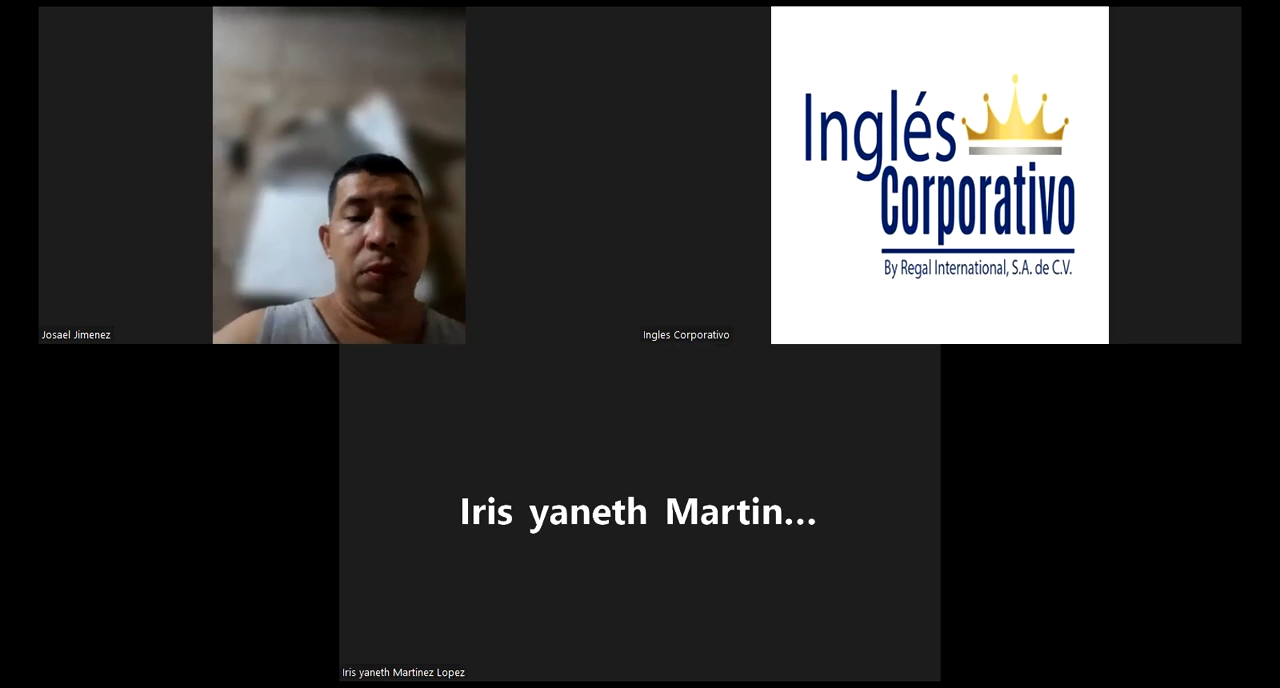 Inglés
Corporativo
By Regal International, S.A. de C.V.
Josael Jimenez
Ingles Corporativo
Iris yaneth Martin...
Iris yaneth Martinez Lopez